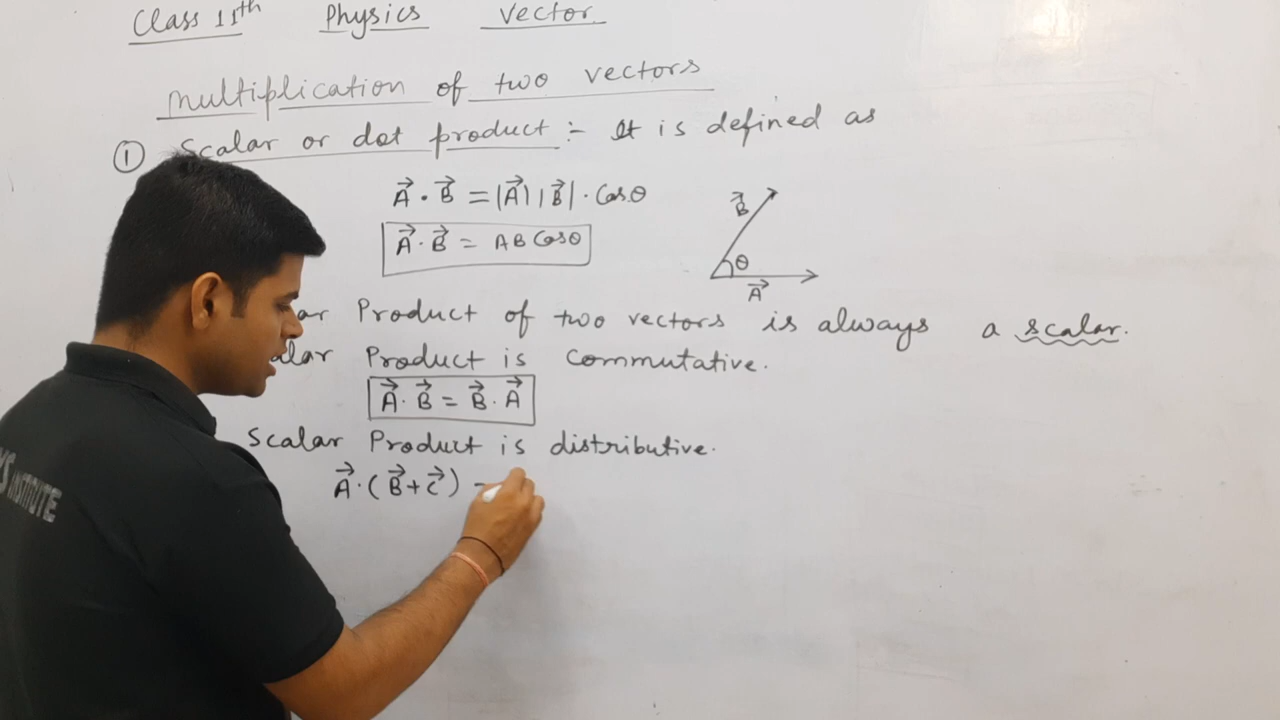 Class 11th Physics Vector
Multiplication of two vectors
① Scalar or dot product :- It is defined as
A⃗ · B⃗ = |A⃗| |B⃗| · Cosθ
A⃗ · B⃗ = AB Cosθ
B⃗
θ
A⃗
Product of two vectors is always a scalar.
Product is Commutative.
A⃗ · B⃗ = B⃗ · A⃗
Scalar Product is distributive.
A⃗ · (B⃗ + C⃗) =
INSTITUTE